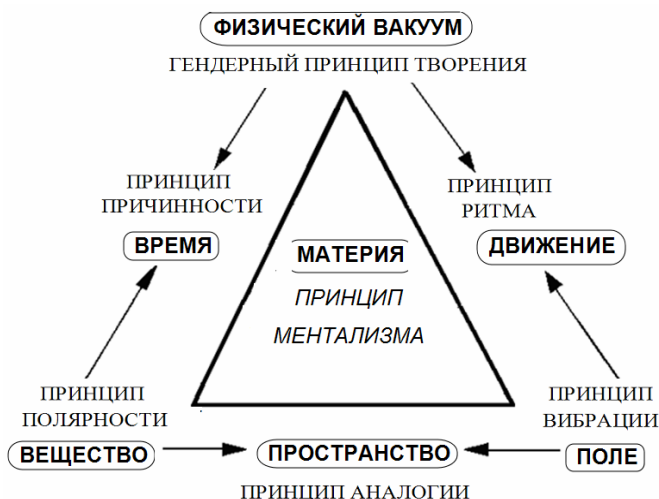 ФИЗИЧЕСКИЙ ВАКУУМ
ГЕНДЕРНЫЙ ПРИНЦИП ТВОРЕНИЯ
ПРИНЦИП
ПРИЧИННОСТИ
ВРЕМЯ
ПРИНЦИП
РИТМА
ДВИЖЕНИЕ
МАТЕРИЯ
ПРИНЦИП
МЕНТАЛИЗМА
ПРИНЦИП
ПОЛЯРНОСТИ
ВЕЩЕСТВО
ПРОСТРАНСТВО
ПРИНЦИП АНАЛОГИИ
ПРИНЦИП
ВИБРАЦИИ
ПОЛЕ